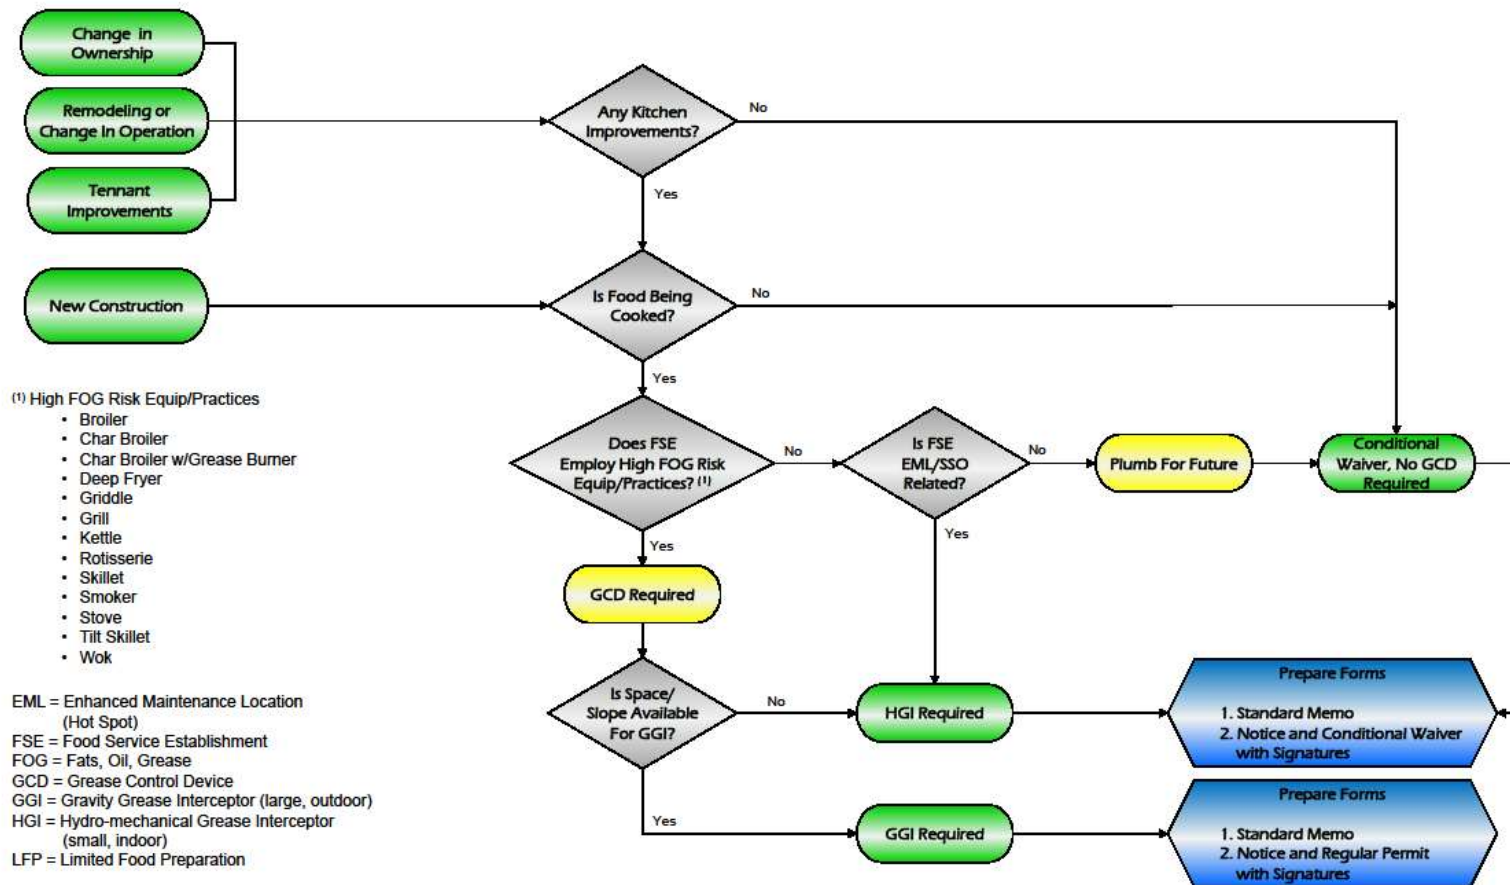 Change in
Ownership
Remodeling or
Change In Operation
Tennant
Improvements
New Construction
Any Kitchen
Improvements?
No
Yes
Is Food Being
Cooked?
No
Yes
Does FSE
Employ High FOG Risk
Equip/Practices? (1)
No
Is FSE
EML/SSO
Related?
No
Plumb For Future
Conditional
Waiver, No GCD
Required
Yes
Yes
GCD Required
Is Space/
Slope Available
For GGI?
No
HGI Required
Prepare Forms
1. Standard Memo
2. Notice and Conditional Waiver
with Signatures
Yes
GGI Required
Prepare Forms
1. Standard Memo
2. Notice and Regular Permit
with Signatures
(1) High FOG Risk Equip/Practices
• Broiler
• Char Broiler
• Char Broiler w/Grease Burner
• Deep Fryer
• Griddle
• Grill
• Kettle
• Rotisserie
• Skillet
• Smoker
• Stove
• Tilt Skillet
• Wok
EML = Enhanced Maintenance Location
(Hot Spot)
FSE = Food Service Establishment
FOG = Fats, Oil, Grease
GCD = Grease Control Device
GGI = Gravity Grease Interceptor (large, outdoor)
HGI = Hydro-mechanical Grease Interceptor
(small, indoor)
LFP = Limited Food Preparation